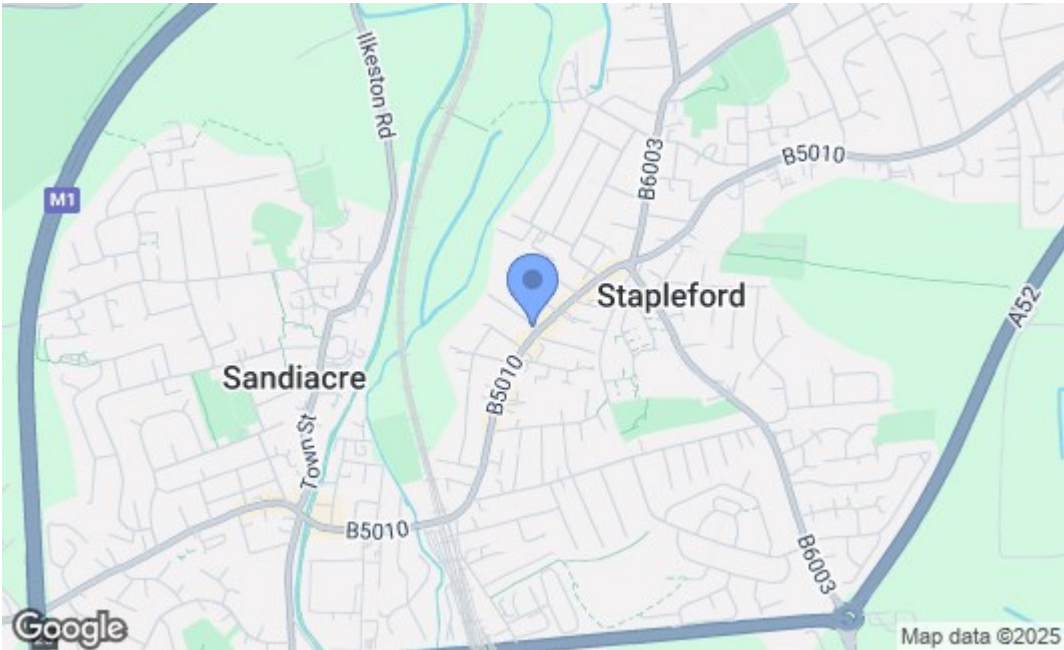 Ilkeston Rd
B6003
B5010
M1
Stapleford
A52
Sandiacre
B5010
Town St
B5010
B6003
Google
Map data ©2025